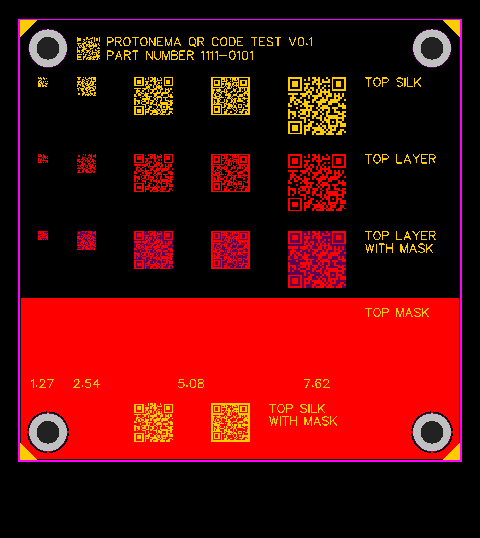 PROTONEMA QR CODE TEST V0.1
PART NUMBER 1111-0101
TOP SILK
TOP LAYER
TOP LAYER
WITH MASK
TOP MASK
1.27 2.54 5.08 7.62
TOP SILK
WITH MASK